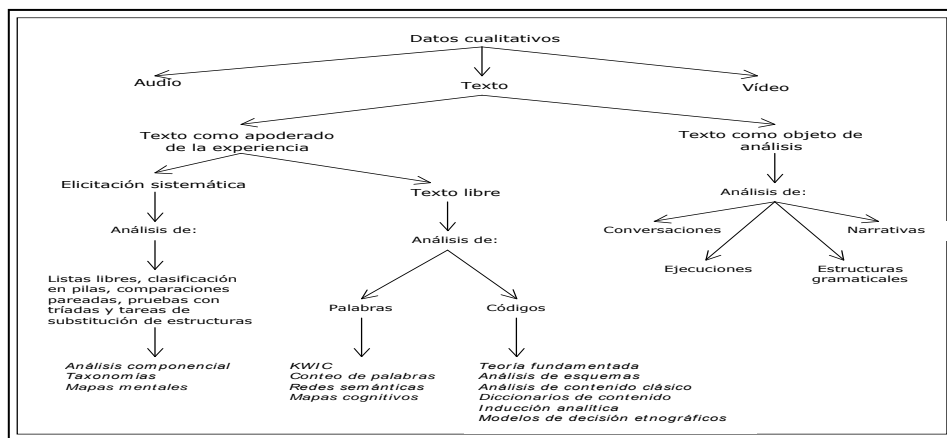 Datos cualitativos
Audio
Texto
Vídeo
Texto como apoderado
de la experiencia
Texto como objeto de
análisis
Elicitación sistemática
Texto libre
Análisis de:
Análisis de:
Análisis de:
Conversaciones
Narrativas
Ejecuciones
Estructuras
gramaticales
Listas libres, clasificación
en pilas, comparaciones
pareadas, pruebas con
tríadas y tareas de
substitución de estructuras
Palabras
Códigos
Análisis componencial
Taxonomías
Mapas mentales
KWIC
Conteo de palabras
Redes semánticas
Mapas cognitivos
Teoría fundamentada
Análisis de esquemas
Análisis de contenido clásico
Diccionarios de contenido
Inducción analítica
Modelos de decisión etnográficos